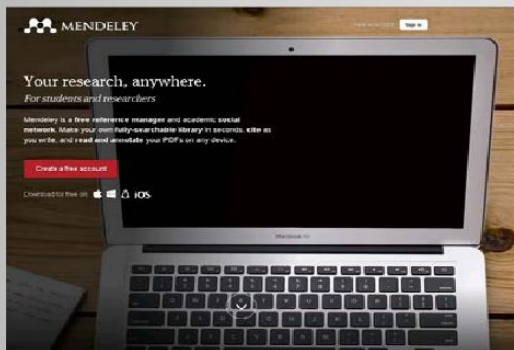 MENDELEY
Sign in
Your research, anywhere.
For students and researchers
Mendeley is a free reference manager and academic social
network. Make your own fully-searchable library in seconds, cite as
you write, and read and annotate your PDFs on any device.
Create a free account
Download for free on iOS
MacBook Air